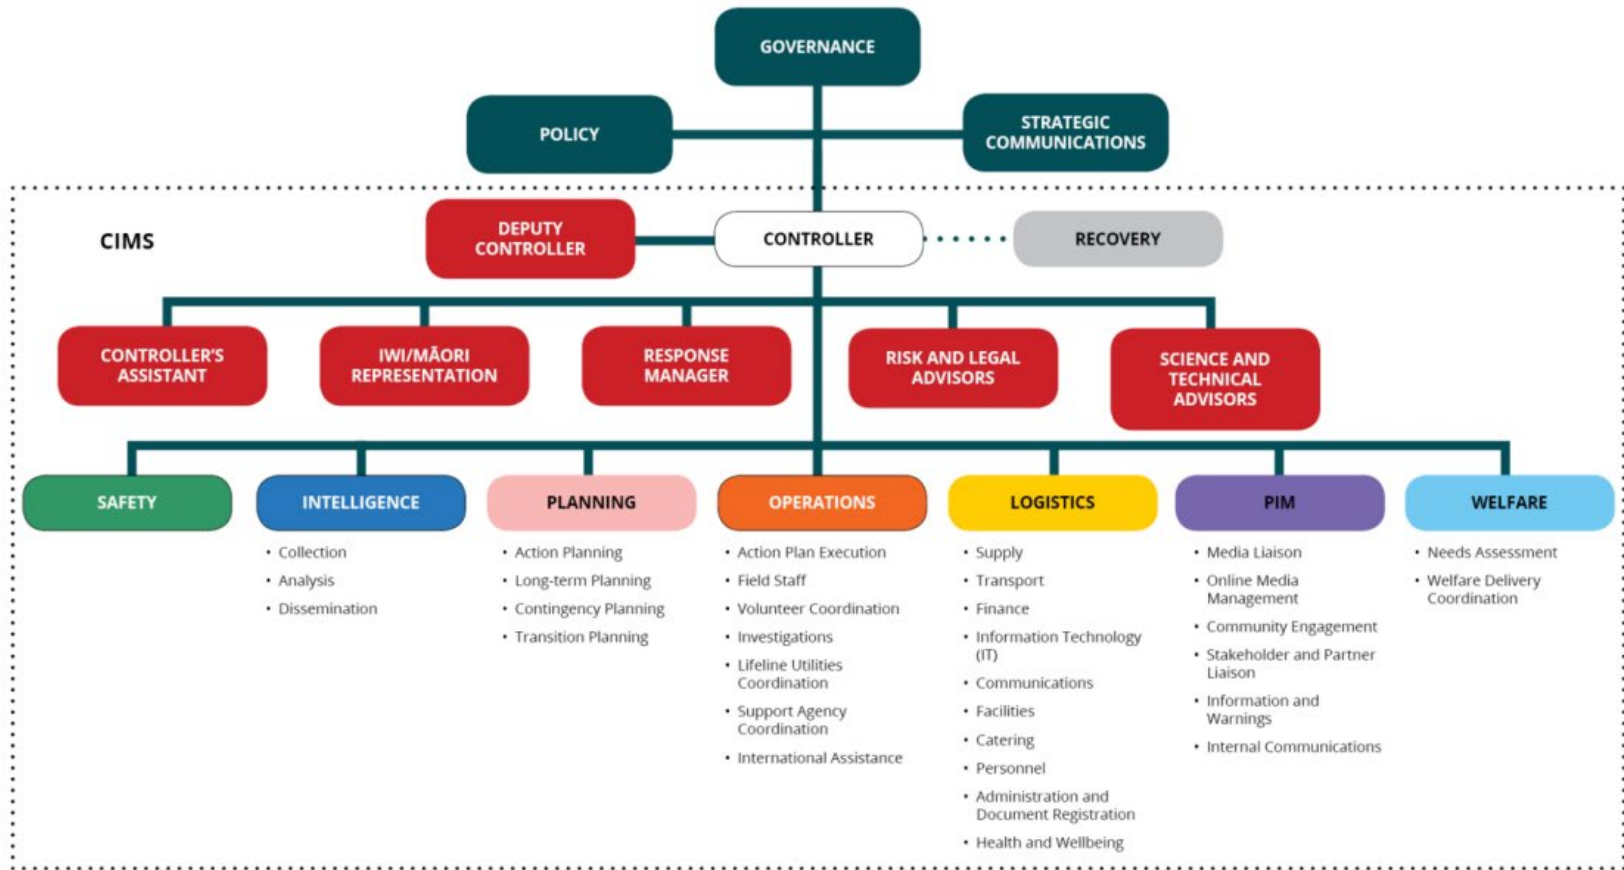 GOVERNANCE
POLICY
STRATEGIC
COMMUNICATIONS
CIMS
DEPUTY
CONTROLLER
CONTROLLER
RECOVERY
CONTROLLER'S
ASSISTANT
IWI/MĀORI
REPRESENTATION
RESPONSE
MANAGER
RISK AND LEGAL
ADVISORS
SCIENCE AND
TECHNICAL
ADVISORS
SAFETY
INTELLIGENCE
• Collection
• Analysis
• Dissemination
PLANNING
• Action Planning
• Long-term Planning
• Contingency Planning
• Transition Planning
OPERATIONS
• Action Plan Execution
• Field Staff
• Volunteer Coordination
• Investigations
• Lifeline Utilities
Coordination
• Support Agency
Coordination
• International Assistance
LOGISTICS
• Supply
• Transport
• Finance
• Information Technology
(IT)
• Communications
• Facilities
• Catering
• Personnel
• Administration and
Document Registration
• Health and Wellbeing
PIM
• Media Liaison
• Online Media
Management
• Community Engagement
• Stakeholder and Partner
Liaison
• Information and
Warnings
• Internal Communications
WELFARE
• Needs Assessment
• Welfare Delivery
Coordination